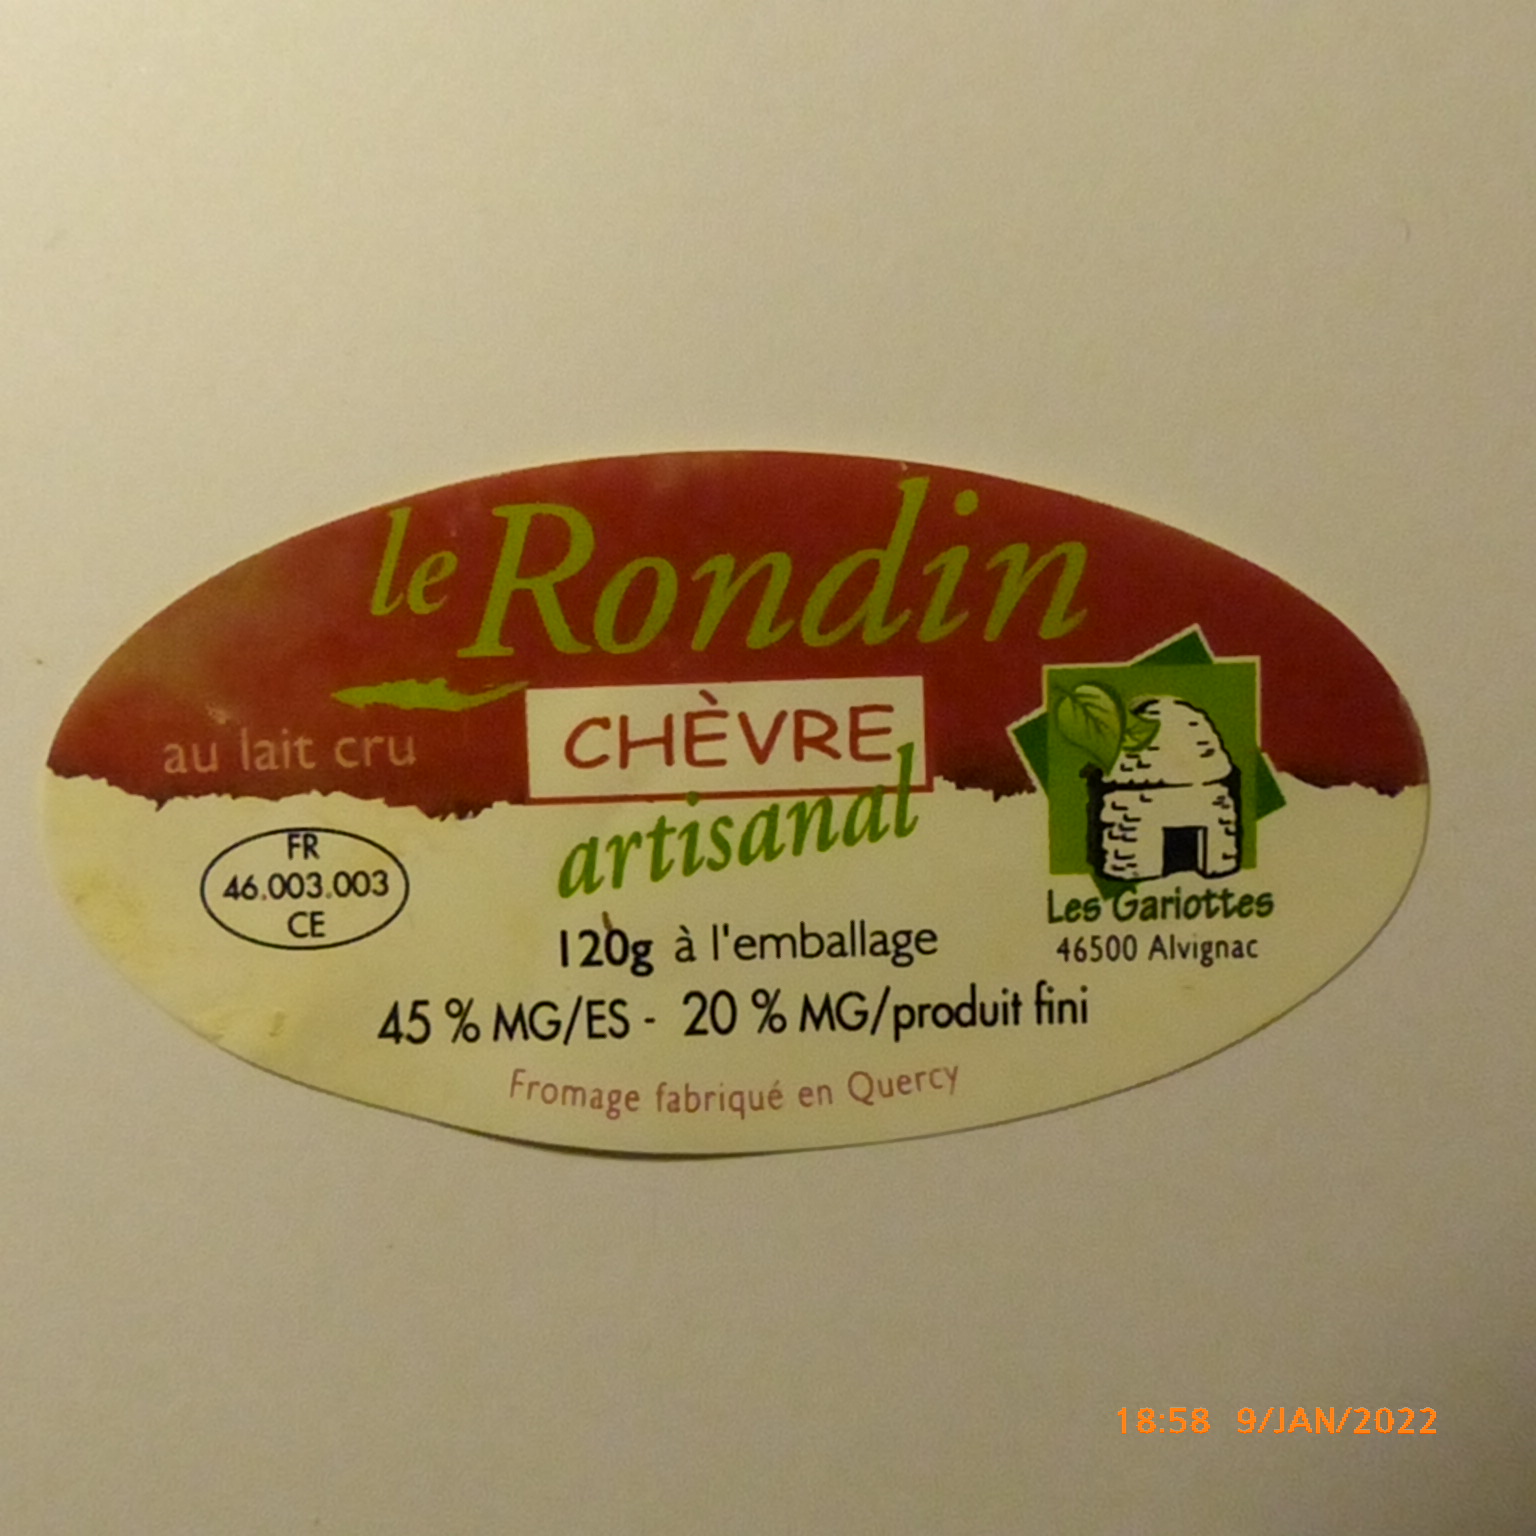 le Rondin
au lait cru
CHÈVRE
artisanal
FR
46.003.003
CE
120g à l'emballage
45 % MG/ES - 20 % MG/produit fini
Fromage fabriqué en Quercy
Les Gariottes
46500 Alvignac
18:58 9/JAN/2022